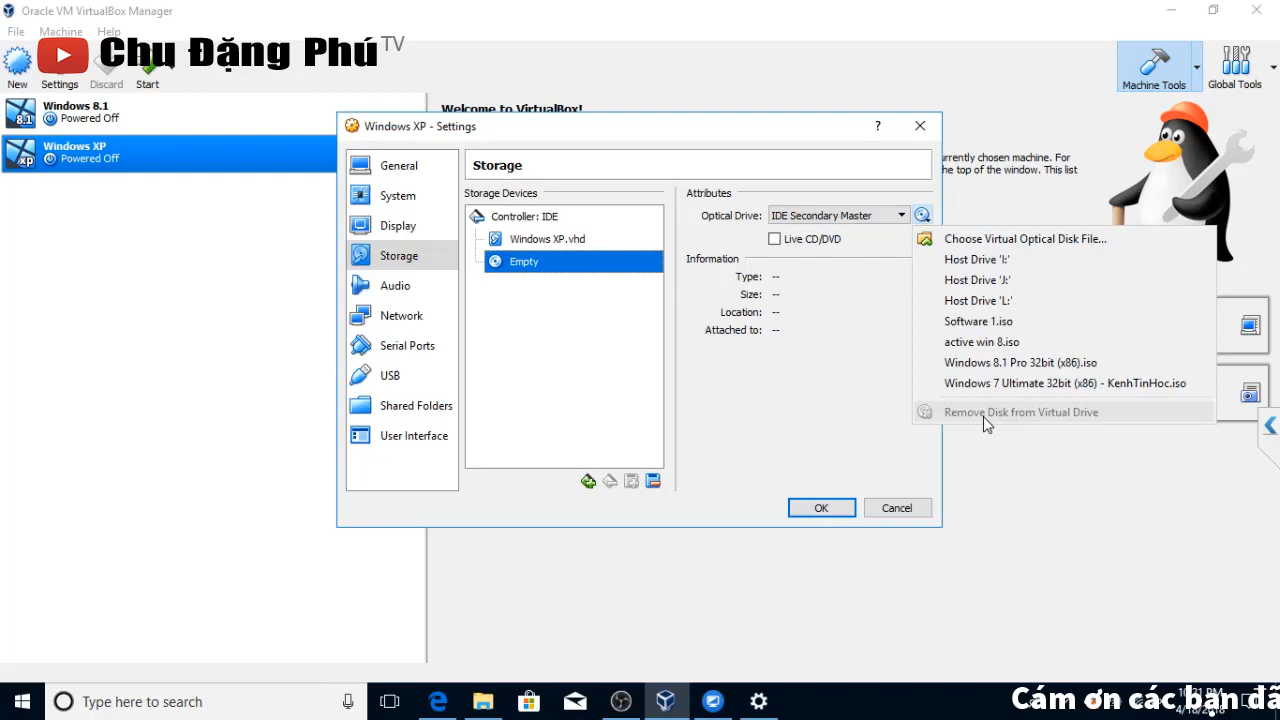 Oracle VM VirtualBox Manager
File Machine Help
Chu Đặng Phú TV
New Settings Discard Start
Machine Tools Global Tools
Windows 8.1
Powered Off
Windows XP
Powered Off
Welcome to VirtualBox!
urrently chosen machine. For
he top of the window. This list
Windows XP - Settings
?
General
System
Display
Storage
Audio
Network
Serial Ports
USB
Shared Folders
User Interface
Storage
Storage Devices
Controller: IDE
Windows XP.vhd
Empty
Attributes
Optical Drive: IDE Secondary Master
Live CD/DVD
Information
Type: --
Size: --
Location: --
Attached to: --
Choose Virtual Optical Disk File...
Host Drive 'I:'
Host Drive 'J:'
Host Drive 'L:'
Software 1.iso
active win 8.iso
Windows 8.1 Pro 32bit (x86).iso
Windows 7 Ultimate 32bit (x86) - KenhTinHoc.iso
Remove Disk from Virtual Drive
OK Cancel
Type here to search
Cám ơn các bạn đã